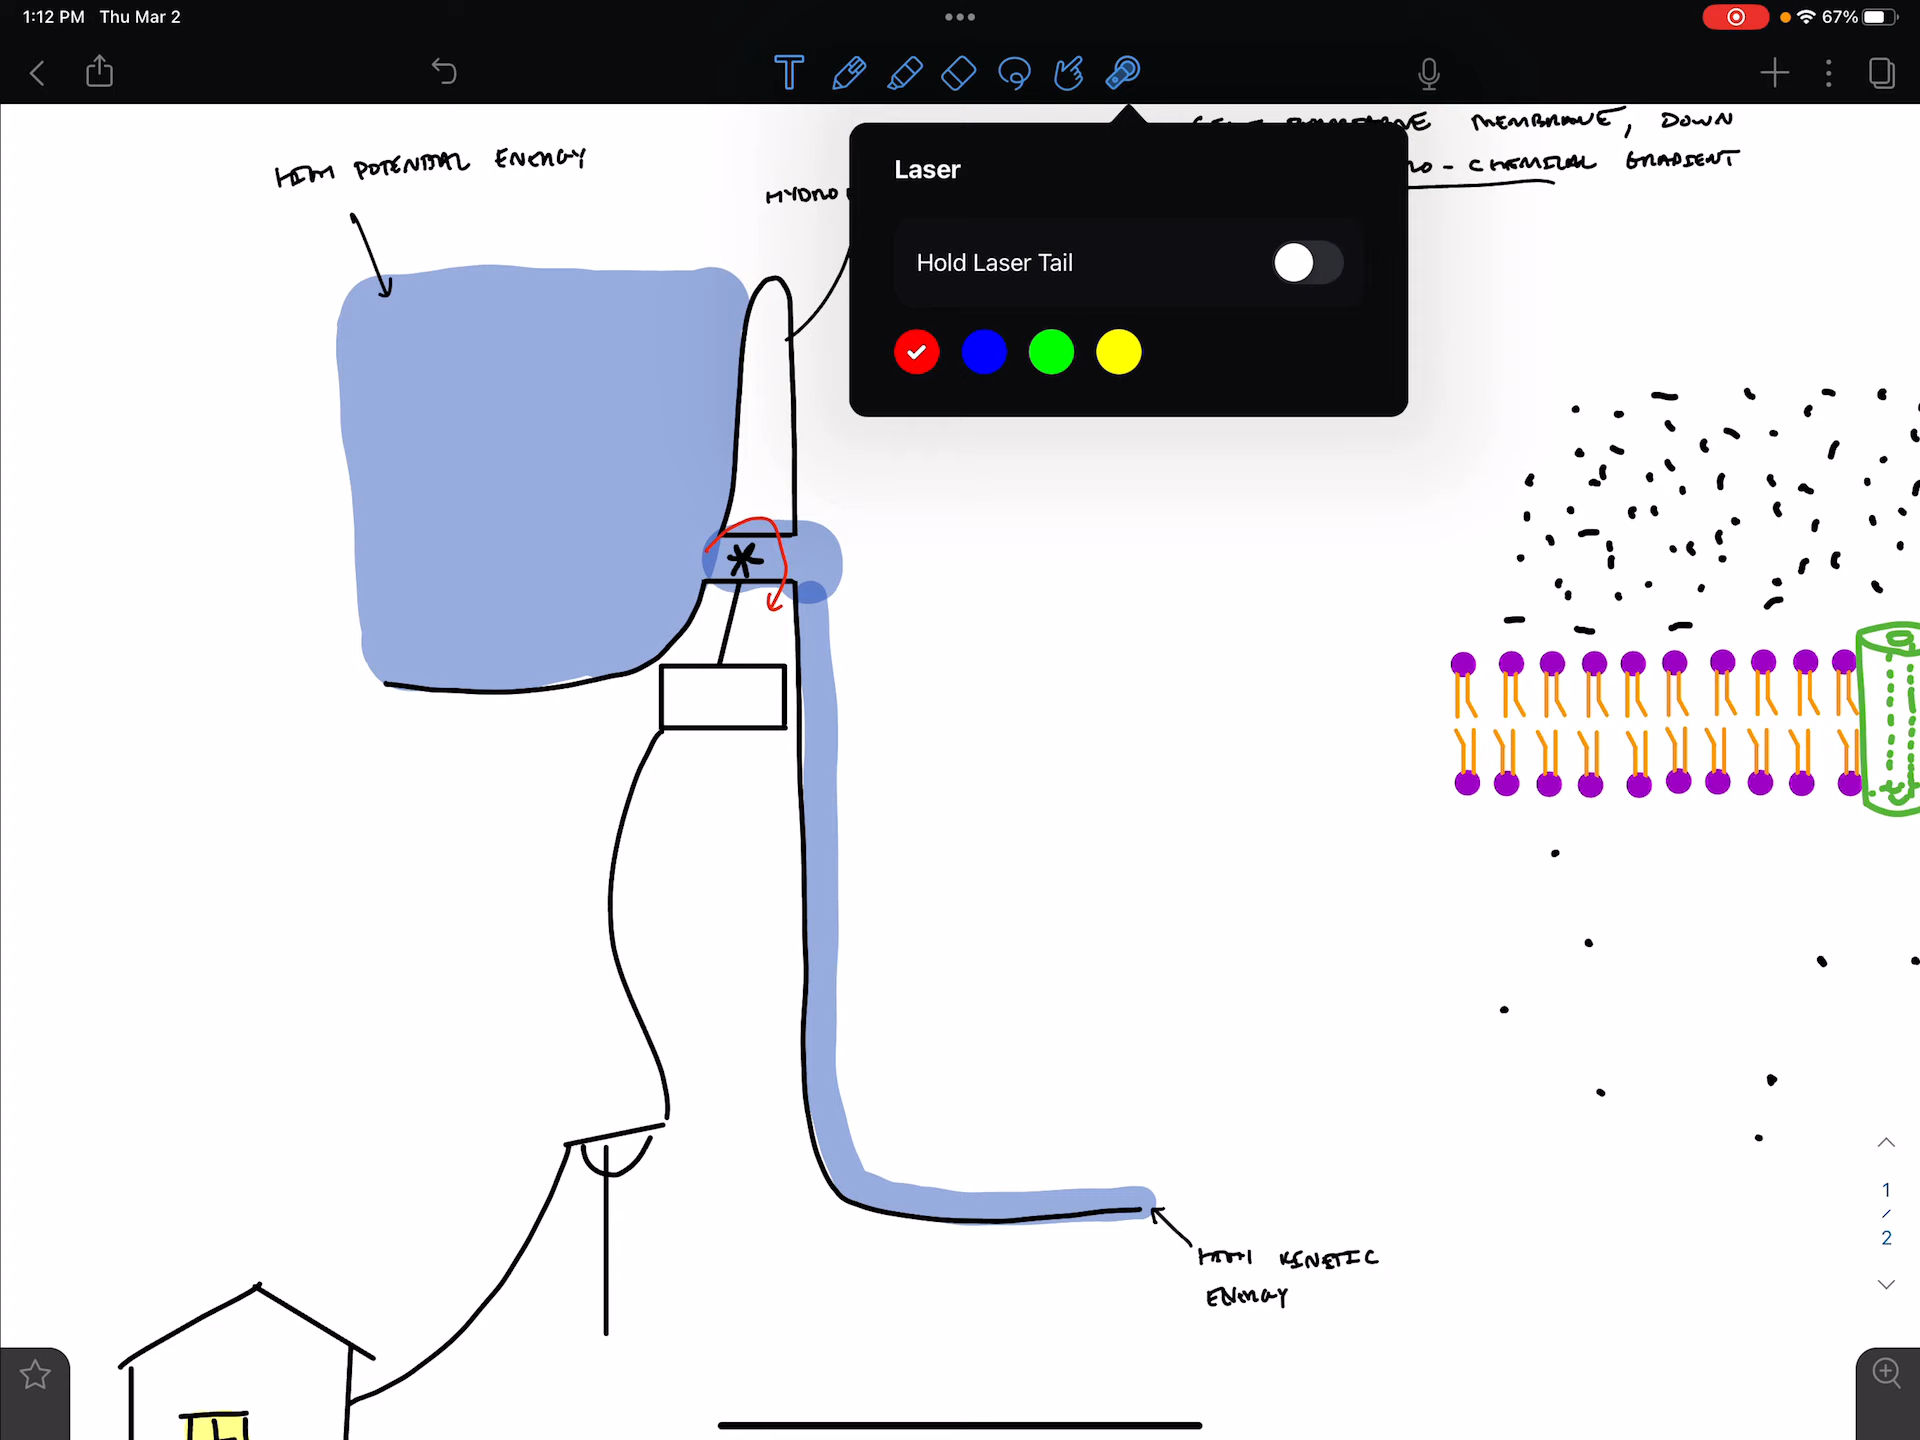 1:12 PM Thu Mar 2
67%
MEMBRANE, DOWN
O-CHEMICAL GRADIENT
HIGH POTENTIAL ENERGY
HYDRO
Laser
Hold Laser Tail
1
/
2
HIGH KINETIC
ENERGY